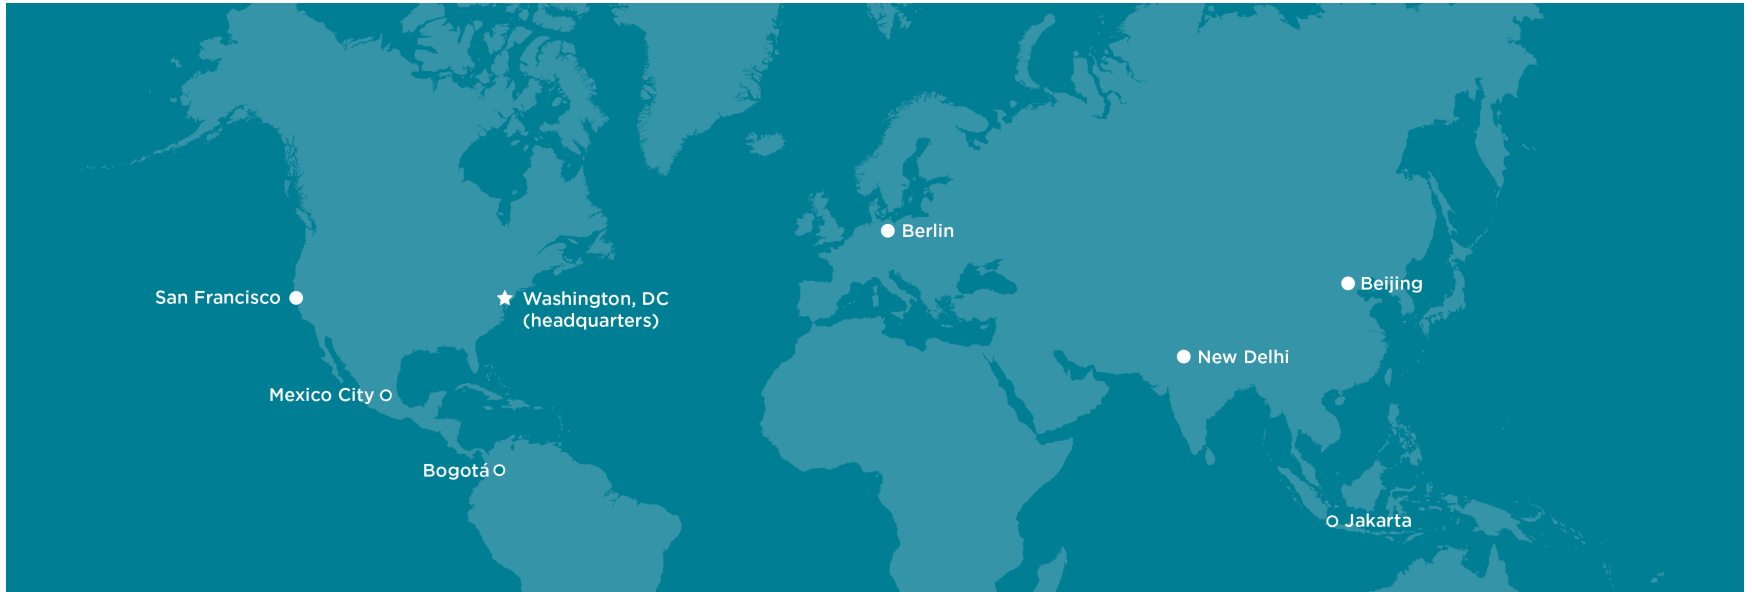 Berlin
Beijing
San Francisco
Washington, DC
(headquarters)
New Delhi
Mexico City
Bogotá
Jakarta